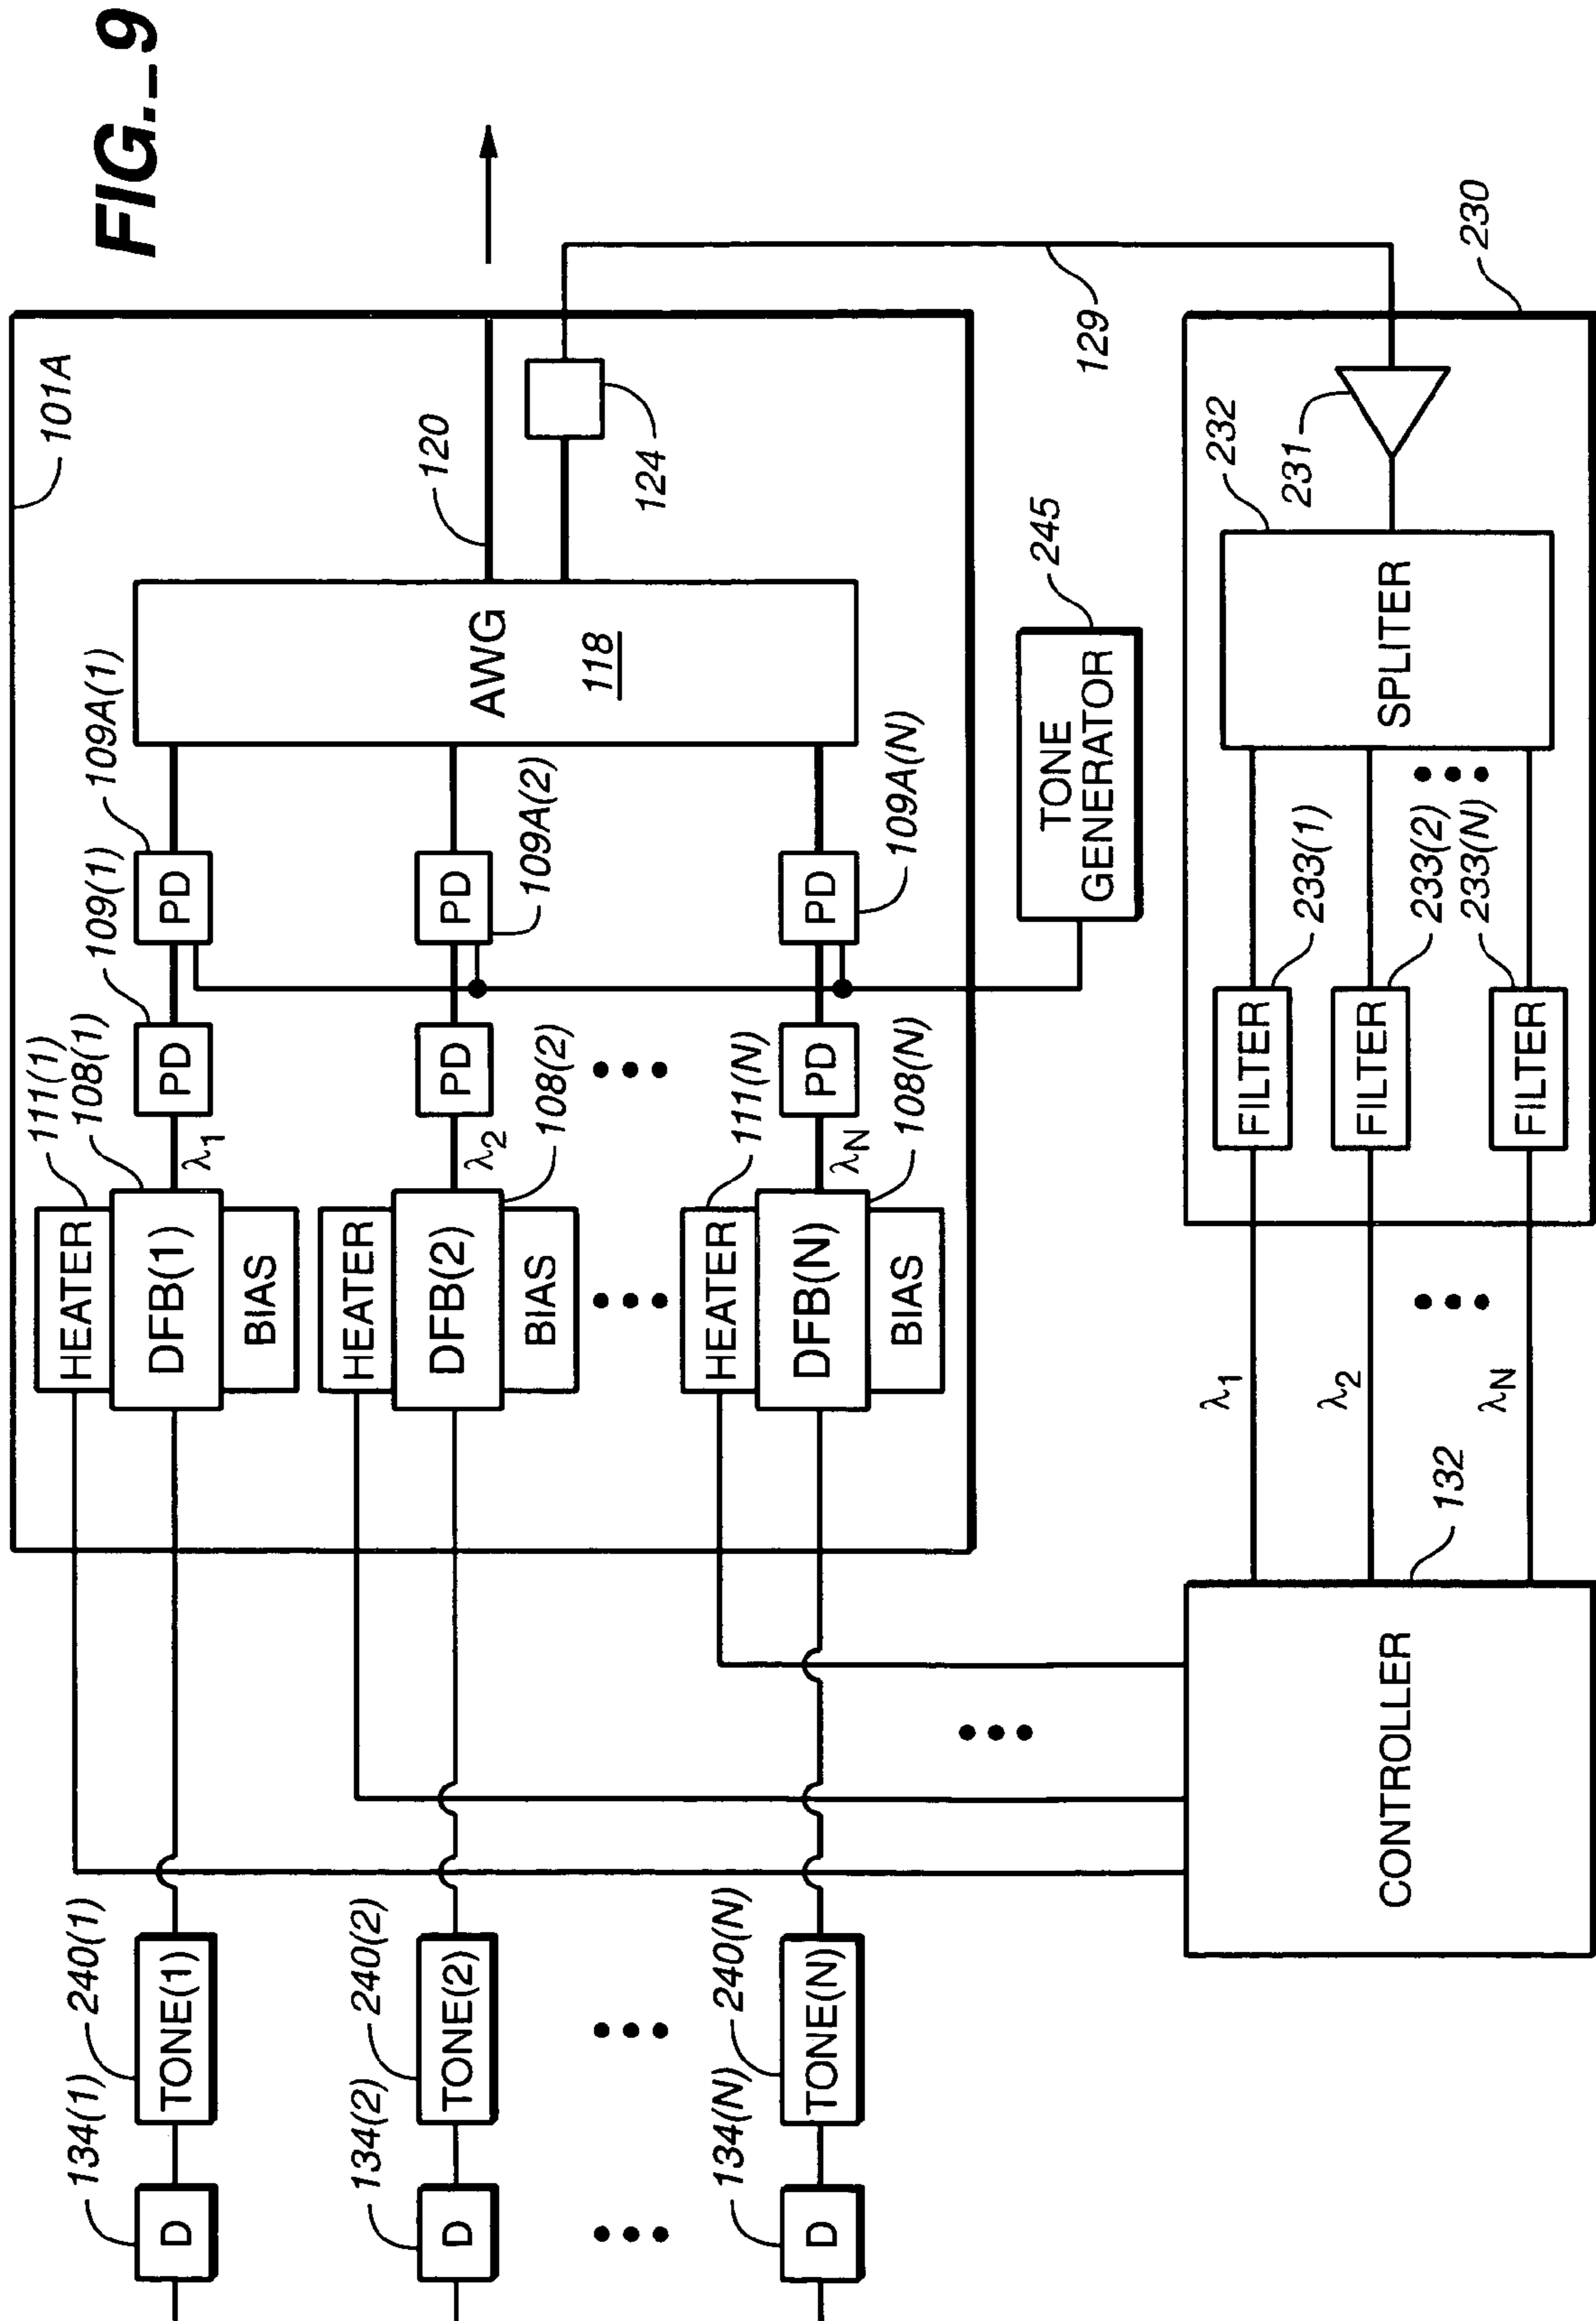 FIG._9
101A
111(1)
108(1)
109(1)
109A(1)
HEATER
DFB(1)
BIAS
λ1
PD
PD
134(1)
240(1)
D
TONE(1)
120
124
AWG
118
HEATER
DFB(2)
BIAS
λ2
PD
PD
108(2)
109A(2)
134(2)
240(2)
D
TONE(2)
111(N)
HEATER
DFB(N)
BIAS
λN
PD
PD
108(N)
109A(N)
134(N)
240(N)
D
TONE(N)
TONE
GENERATOR
245
129
230
231
232
SPLITER
FILTER
233(1)
FILTER
233(2)
FILTER
233(N)
λ1
λ2
λN
CONTROLLER
132